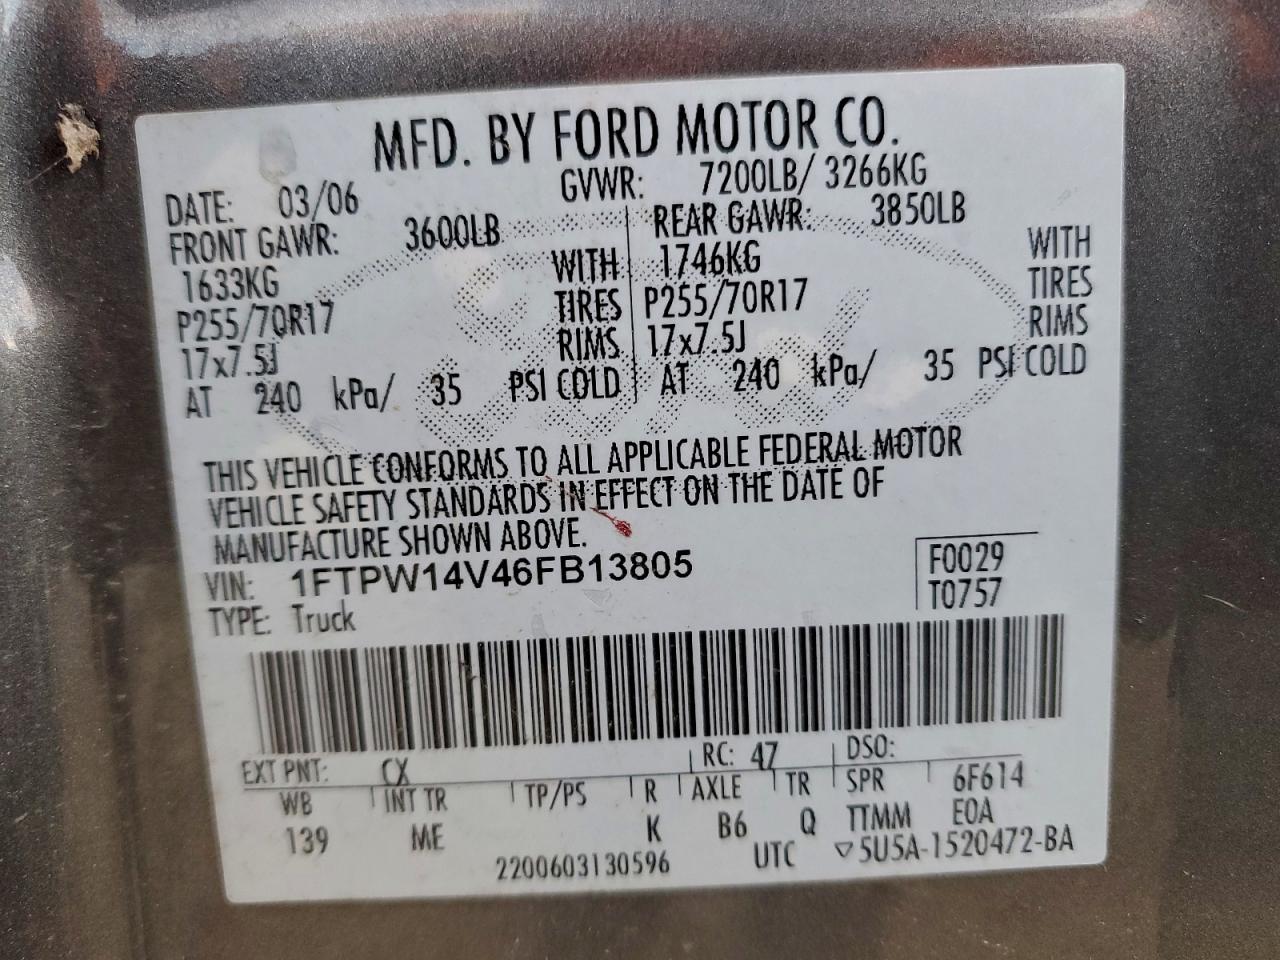 MFD. BY FORD MOTOR CO.
DATE: 03/06 GVWR: 7200LB/ 3266KG
FRONT GAWR: 3600LB REAR GAWR: 3850LB
1633KG WITH 1746KG WITH
P255/70R17 TIRES P255/70R17 TIRES
17x7.5J RIMS 17x7.5J RIMS
AT 240 kPa/ 35 PSI COLD AT 240 kPa/ 35 PSI COLD
THIS VEHICLE CONFORMS TO ALL APPLICABLE FEDERAL MOTOR
VEHICLE SAFETY STANDARDS IN EFFECT ON THE DATE OF
MANUFACTURE SHOWN ABOVE.
VIN: 1FTPW14V46FB13805 F0029
TYPE: Truck T0757
EXT PNT: CX RC: 47 DSO:
WB INT TR TP/PS R AXLE TR SPR 6F614
139 ME K B6 Q TTMM EOA
2200603130596 UTC ▽5U5A-1520472-BA